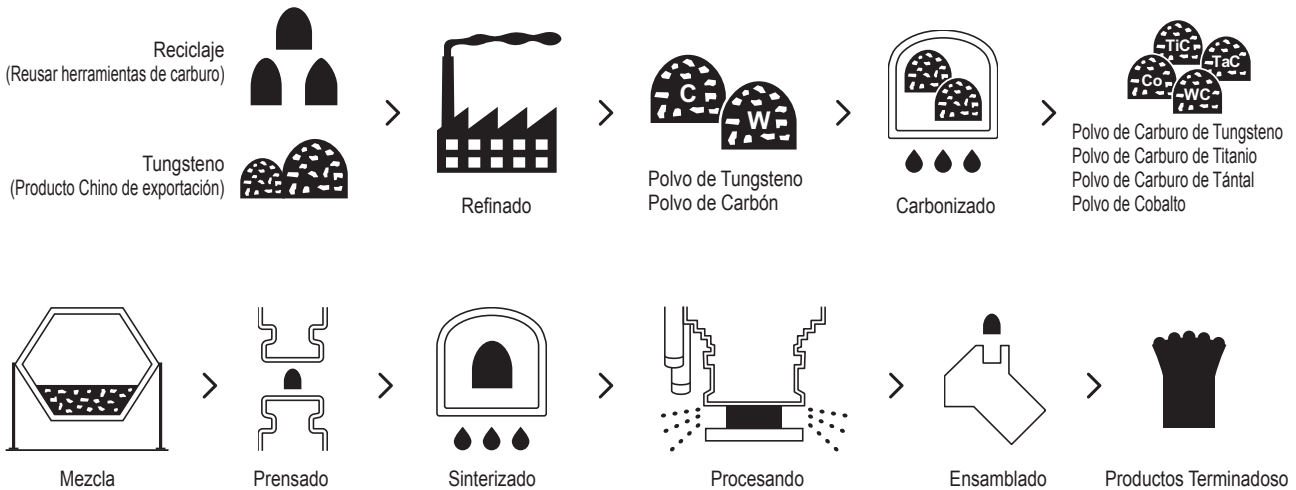 Reciclaje
(Reusar herramientas de carburo)
Tungsteno
(Producto Chino de exportación)
Refinado
C
W
Polvo de Tungsteno
Polvo de Carbón
Carbonizado
TiC
TaC
Co
WC
Polvo de Carburo de Tungsteno
Polvo de Carburo de Titanio
Polvo de Carburo de Tántal
Polvo de Cobalto
Mezcla
Prensado
Sinterizado
Procesando
Ensamblado
Productos Terminadoso